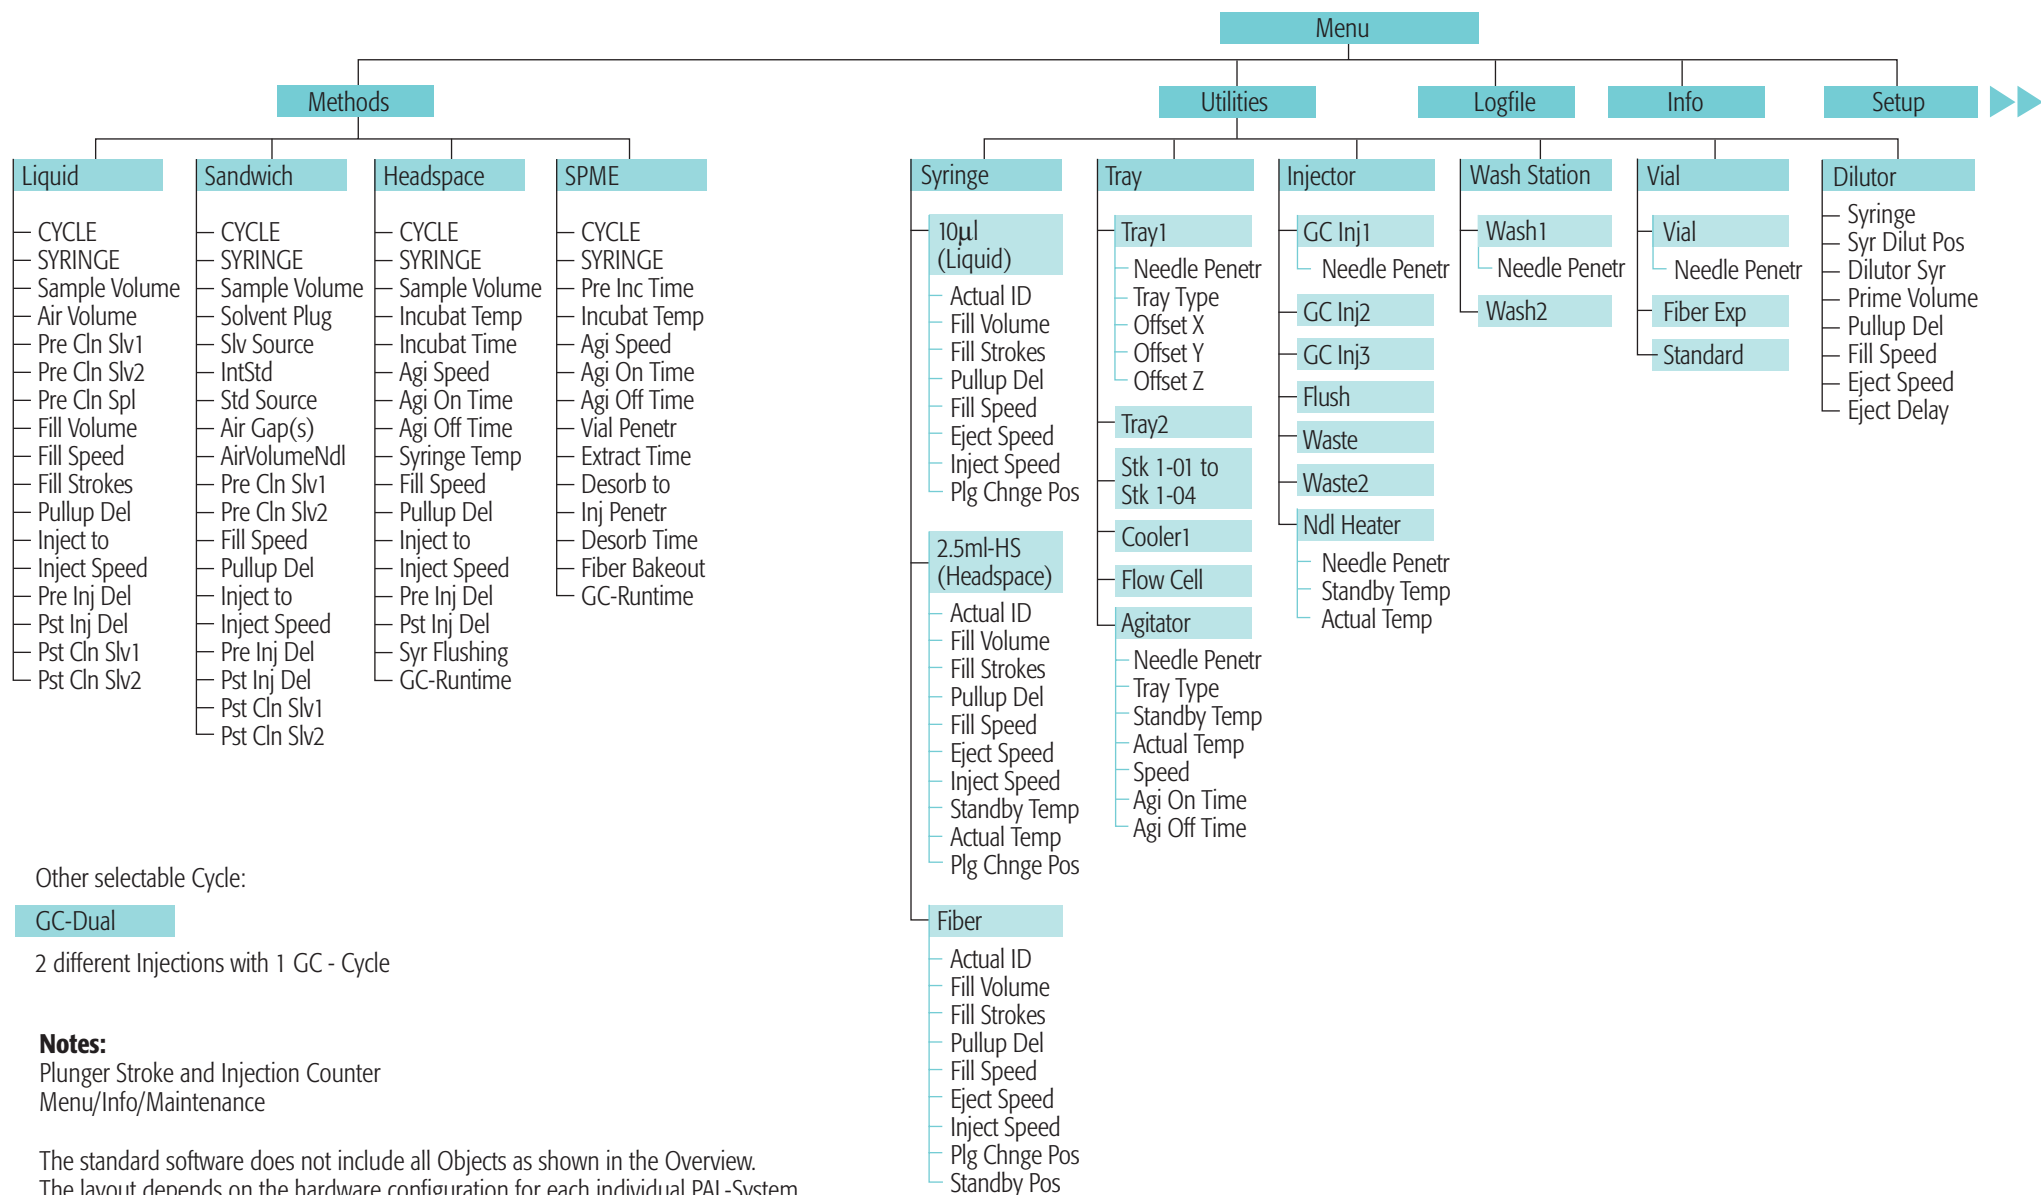 Menu
Methods
Utilities
Logfile
Info
Setup
Liquid
CYCLE
SYRINGE
Sample Volume
Air Volume
Pre Cln Slv1
Pre Cln Slv2
Pre Cln Spl
Fill Volume
Fill Speed
Fill Strokes
Pullup Del
Inject to
Inject Speed
Pre Inj Del
Pst Inj Del
Pst Cln Slv1
Pst Cln Slv2
Sandwich
CYCLE
SYRINGE
Sample Volume
Solvent Plug
Slv Source
IntStd
Std Source
Air Gap(s)
AirVolumeNdl
Pre Cln Slv1
Pre Cln Slv2
Fill Speed
Pullup Del
Inject to
Inject Speed
Pre Inj Del
Pst Inj Del
Pst Cln Slv1
Pst Cln Slv2
Headspace
CYCLE
SYRINGE
Sample Volume
Incubat Temp
Incubat Time
Agi Speed
Agi On Time
Agi Off Time
Syringe Temp
Fill Speed
Pullup Del
Inject to
Inject Speed
Pre Inj Del
Pst Inj Del
Syr Flushing
GC-Runtime
SPME
CYCLE
SYRINGE
Pre Inc Time
Incubat Temp
Agi Speed
Agi On Time
Agi Off Time
Vial Penetr
Extract Time
Desorb to
Inj Penetr
Desorb Time
Fiber Bakeout
GC-Runtime
Syringe
10µl
(Liquid)
Actual ID
Fill Volume
Fill Strokes
Pullup Del
Fill Speed
Eject Speed
Inject Speed
Plg Chnge Pos
2.5ml-HS
(Headspace)
Actual ID
Fill Volume
Fill Strokes
Pullup Del
Fill Speed
Eject Speed
Inject Speed
Standby Temp
Actual Temp
Plg Chnge Pos
Fiber
Actual ID
Fill Volume
Fill Strokes
Pullup Del
Fill Speed
Eject Speed
Inject Speed
Plg Chnge Pos
Standby Pos
Tray
Tray1
Needle Penetr
Tray Type
Offset X
Offset Y
Offset Z
Tray2
Stk 1-01 to
Stk 1-04
Cooler1
Flow Cell
Agitator
Needle Penetr
Tray Type
Standby Temp
Actual Temp
Speed
Agi On Time
Agi Off Time
Injector
GC Inj1
Needle Penetr
GC Inj2
GC Inj3
Flush
Waste
Waste2
Ndl Heater
Needle Penetr
Standby Temp
Actual Temp
Wash Station
Wash1
Needle Penetr
Wash2
Vial
Vial
Needle Penetr
Fiber Exp
Standard
Dilutor
Syringe
Syr Dilut Pos
Dilutor Syr
Prime Volume
Pullup Del
Fill Speed
Eject Speed
Eject Delay
Other selectable Cycle:
GC-Dual
2 different Injections with 1 GC - Cycle
Notes:
Plunger Stroke and Injection Counter
Menu/Info/Maintenance
The standard software does not include all Objects as shown in the Overview.
The layout depends on the hardware configuration for each individual PAL-System